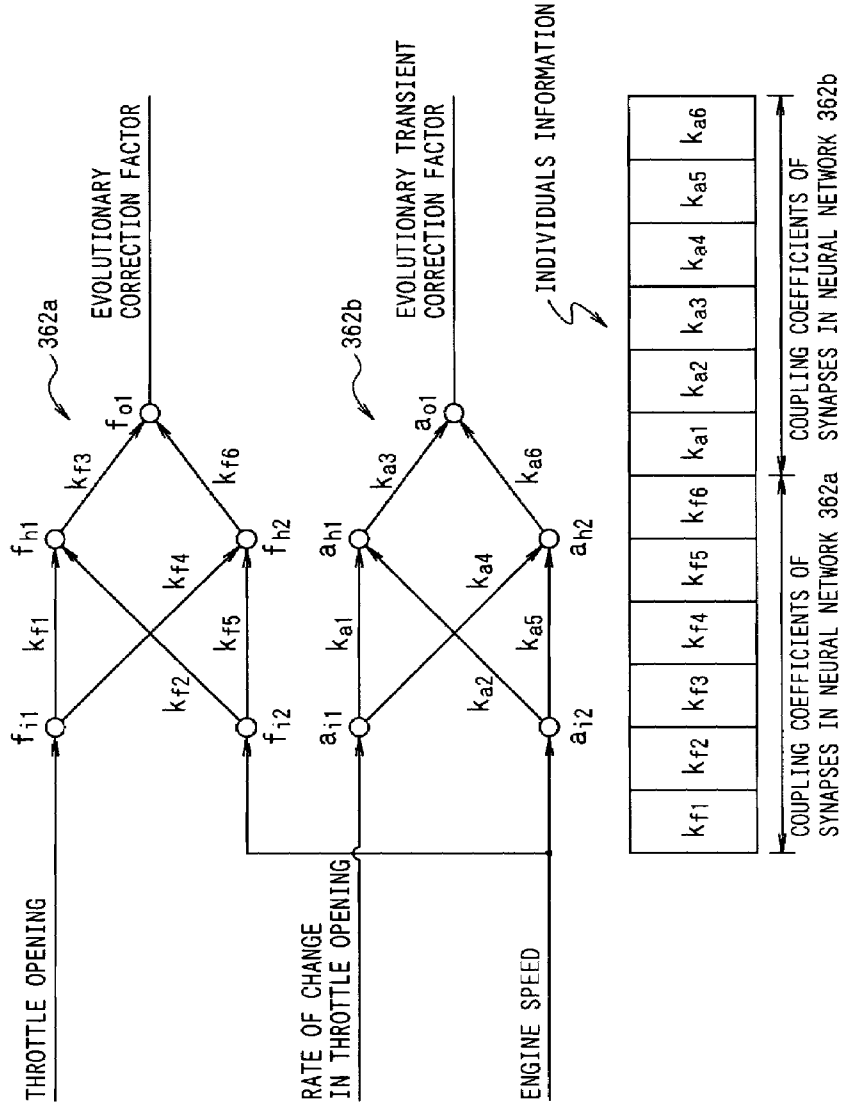 THROTTLE OPENING
fi1
kf1
fh1
kf3
362a
EVOLUTIONARY
CORRECTION FACTOR
fo1
kf4
kf2
kf6
kf5
fi2
fh2
RATE OF CHANGE
IN THROTTLE OPENING
ai1
ka1
ah1
ka3
362b
EVOLUTIONARY TRANSIENT
CORRECTION FACTOR
ao1
ka4
ka2
ka6
ENGINE SPEED
ka5
ai2
ah2
INDIVIDUALS INFORMATION
kf1 kf2 kf3 kf4 kf5 kf6 ka1 ka2 ka3 ka4 ka5 ka6
COUPLING COEFFICIENTS OF
SYNAPSES IN NEURAL NETWORK 362a
COUPLING COEFFICIENTS OF
SYNAPSES IN NEURAL NETWORK 362b